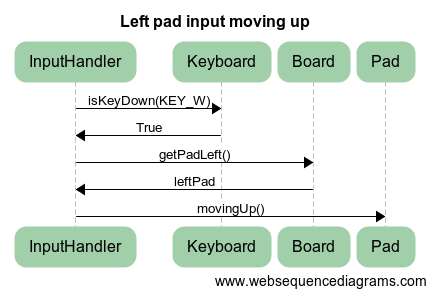 Left pad input moving up
InputHandler Keyboard Board Pad
isKeyDown(KEY_W)
True
getPadLeft()
leftPad
movingUp()
InputHandler Keyboard Board Pad
www.websequencediagrams.com